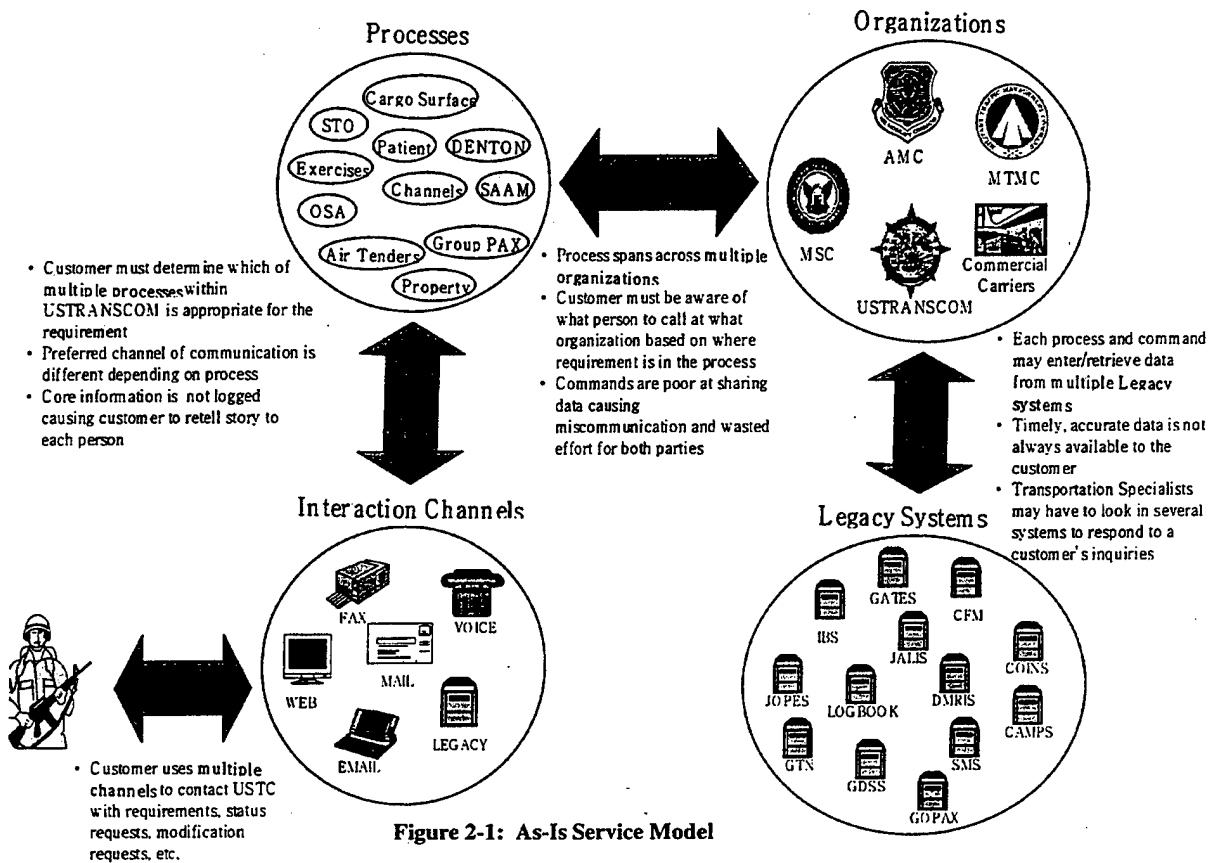 Processes
Cargo Surface
STO
Patient
DENTON
Exercises
Channels
SAAM
OSA
Air Tenders
Group PAX
Property
Organizations
AMC
MTMC
MSC
USTRANSCOM
Commercial
Carriers
• Customer must determine which of
multiple processes within
USTRANSCOM is appropriate for the
requirement
• Preferred channel of communication is
different depending on process
• Core information is not logged
causing customer to retell story to
each person
• Process spans across multiple
organizations
• Customer must be aware of
what person to call at what
organization based on where
requirement is in the process
• Commands are poor at sharing
data causing
miscommunication and wasted
effort for both parties
• Each process and command
may enter/retrieve data
from multiple Legacy
systems
• Timely, accurate data is not
always available to the
customer
• Transportation Specialists
may have to look in several
systems to respond to a
customer's inquiries
Interaction Channels
FAX
VOICE
WEB
MAIL
EMAIL
LEGACY
Legacy Systems
GATES
CFM
IBS
JALIS
COINS
JOPES
LOGBOOK
DMRIS
CAMPS
GTN
GDSS
SMS
GOPAX
• Customer uses multiple
channels to contact USTC
with requirements, status
requests, modification
requests, etc.
Figure 2-1: As-Is Service Model